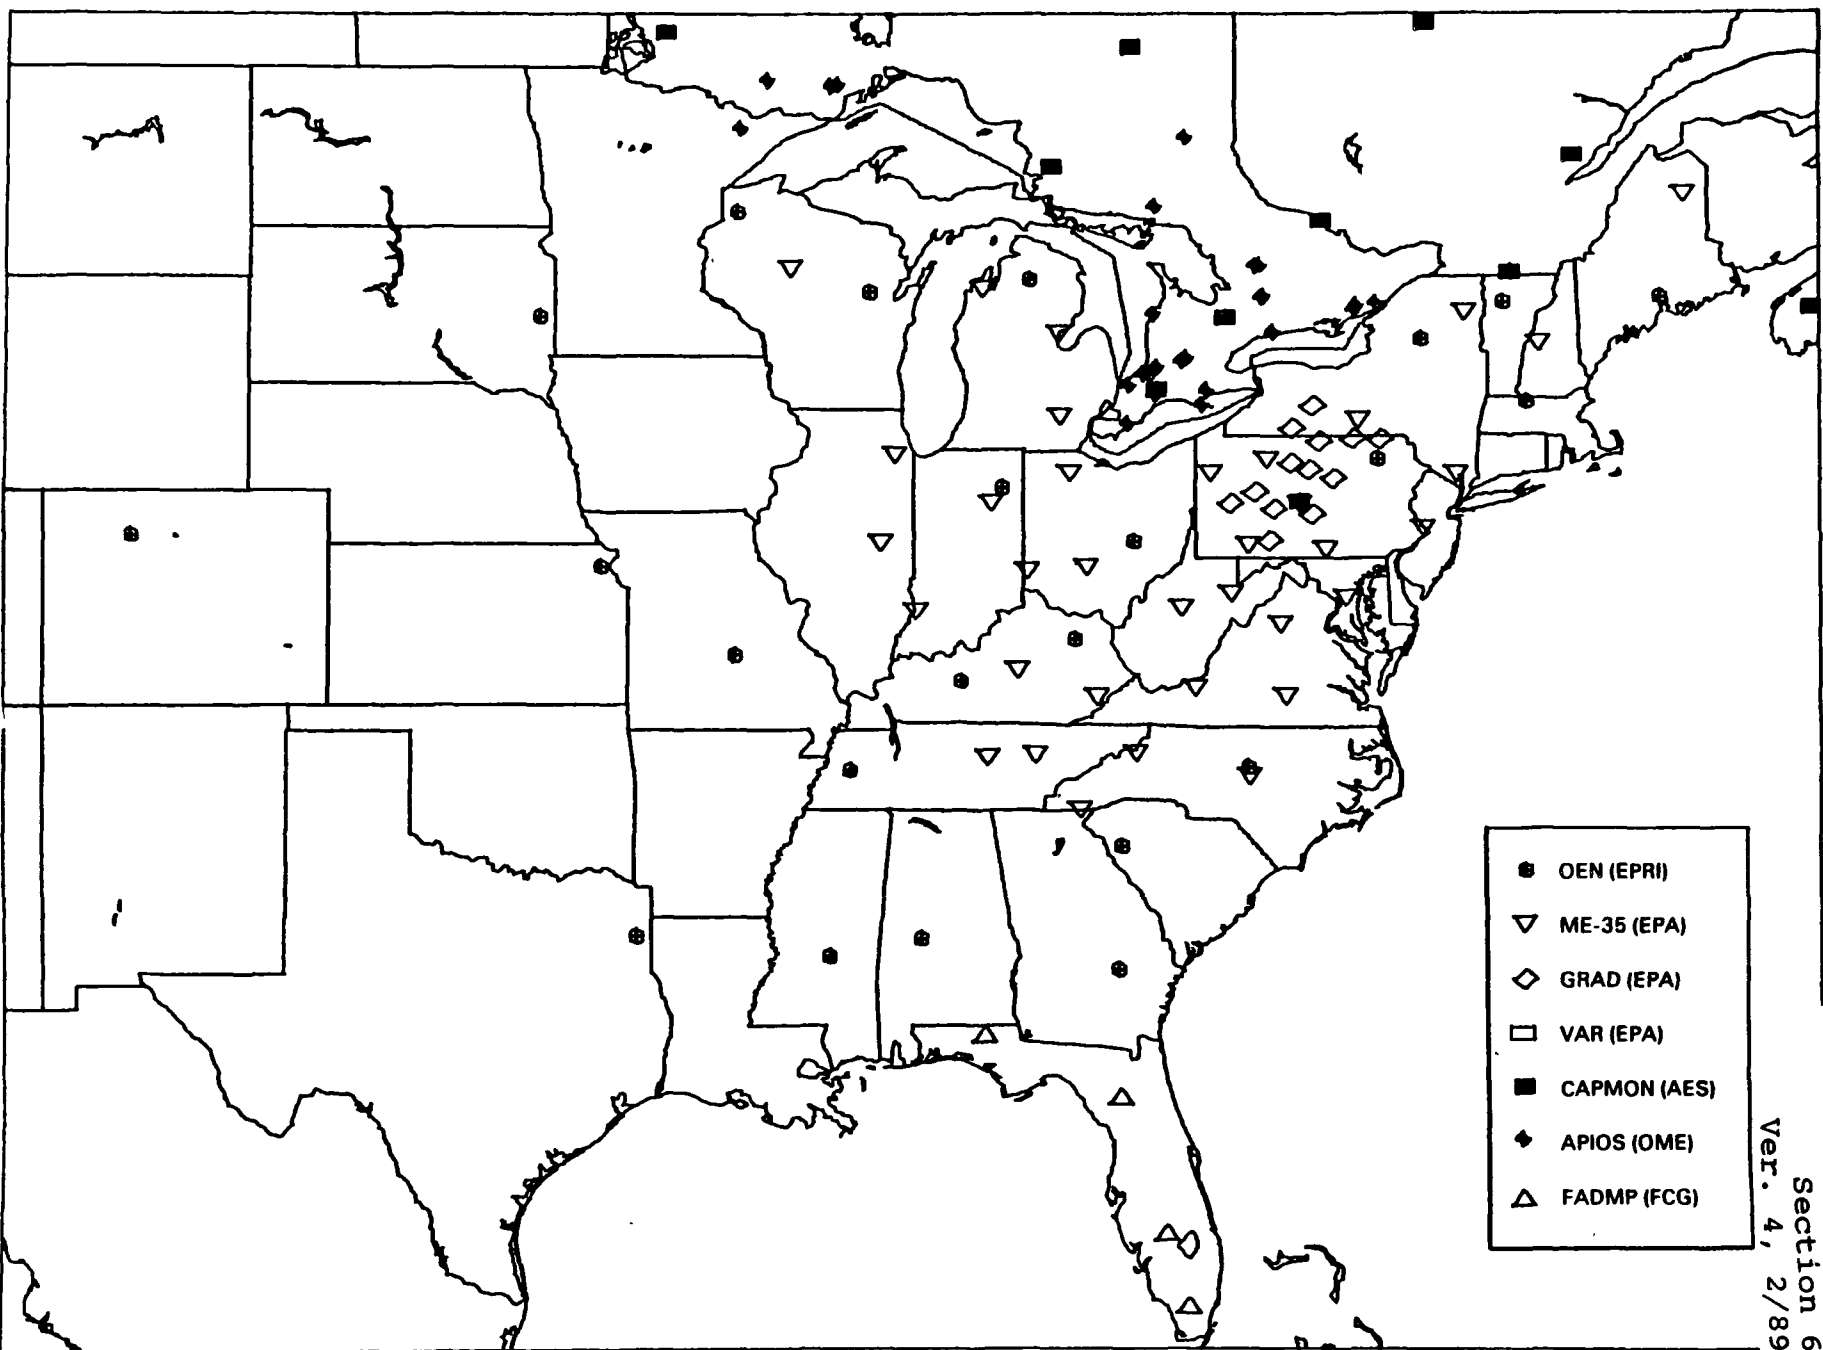 OEN (EPRI)
ME-35 (EPA)
GRAD (EPA)
VAR (EPA)
CAPMON (AES)
APIOS (OME)
FADMP (FCG)
Section 6
Ver. 4, 2/89